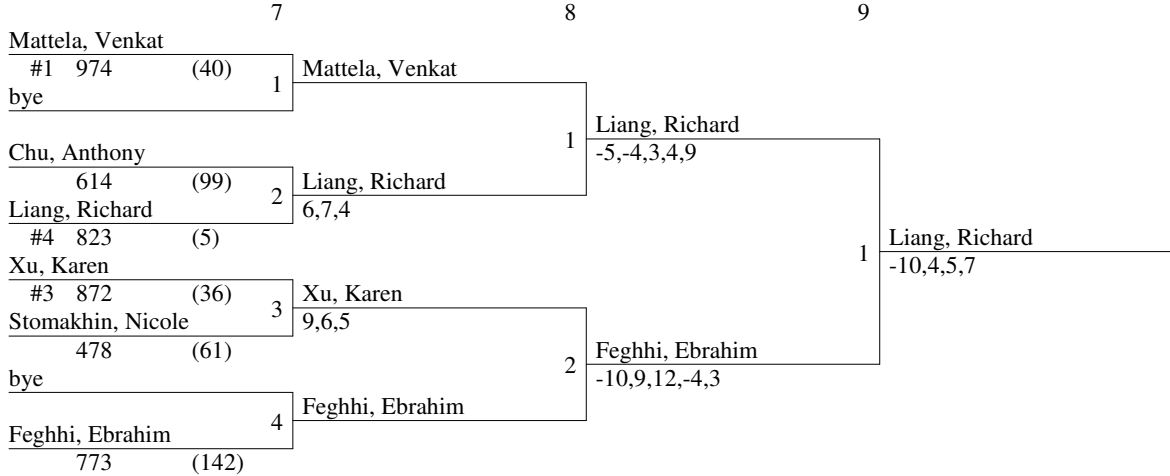 7 8 9
Mattela, Venkat
#1 974 (40)
bye
1
Mattela, Venkat
Chu, Anthony
614 (99)
Liang, Richard
#4 823 (5)
2
Liang, Richard
6,7,4
1
Liang, Richard
-5,-4,3,4,9
Xu, Karen
#3 872 (36)
Stomakhin, Nicole
478 (61)
3
Xu, Karen
9,6,5
bye
Feghhi, Ebrahim
773 (142)
4
Feghhi, Ebrahim
2
Feghhi, Ebrahim
-10,9,12,-4,3
1
Liang, Richard
-10,4,5,7